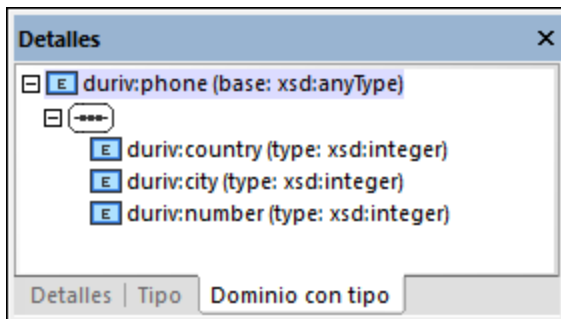 Detalles
E duriv:phone (base: xsd:anyType)
E duriv:country (type: xsd:integer)
E duriv:city (type: xsd:integer)
E duriv:number (type: xsd:integer)
Detalles | Tipo Dominio con tipo